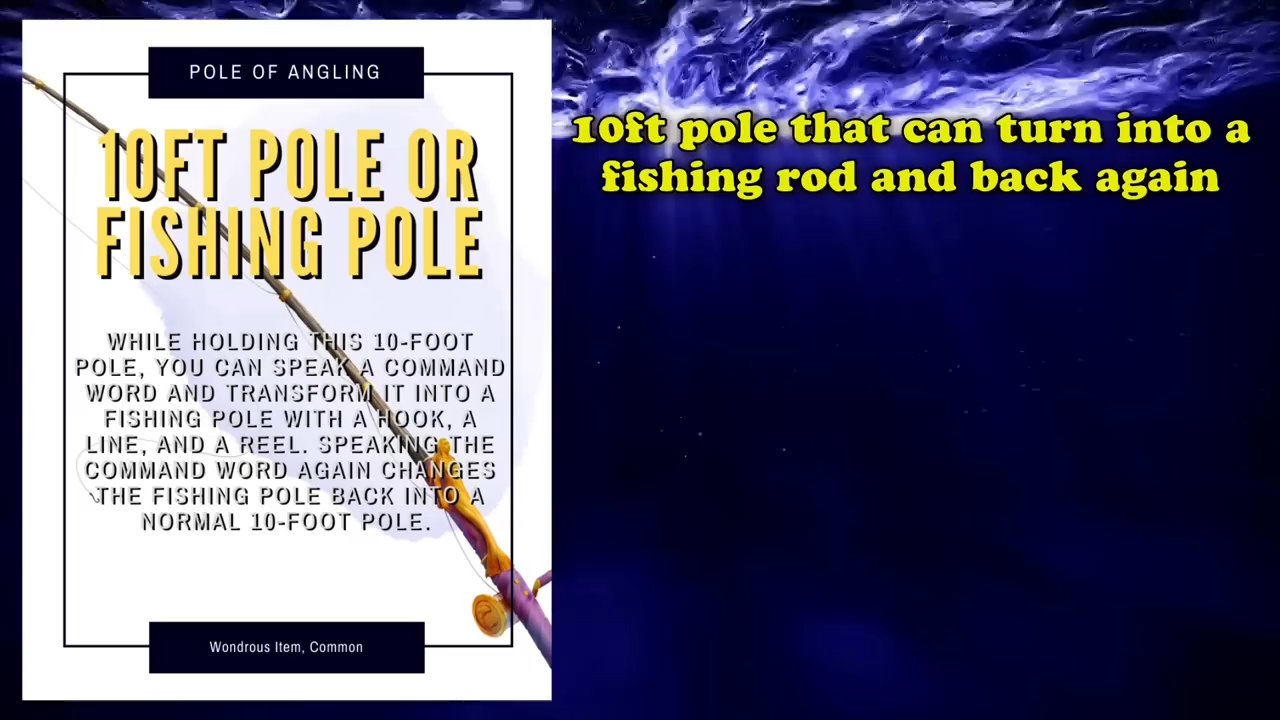 POLE OF ANGLING
10FT POLE OR
FISHING POLE
WHILE HOLDING THIS 10-FOOT
POLE, YOU CAN SPEAK A COMMAND
WORD AND TRANSFORM IT INTO A
FISHING POLE WITH A HOOK, A
LINE, AND A REEL. SPEAKING THE
COMMAND WORD AGAIN CHANGES
THE FISHING POLE BACK INTO A
NORMAL 10-FOOT POLE.
Wondrous Item, Common
10ft pole that can turn into a
fishing rod and back again